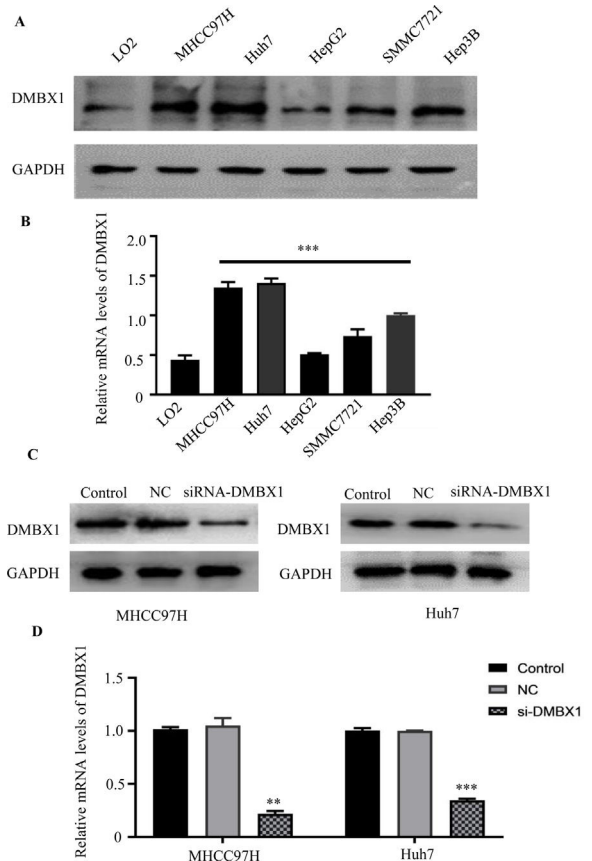 A
LO2 MHCC97H Huh7 HepG2 SMMC7721 Hep3B
DMBX1
GAPDH
B
Relative mRNA levels of DMBX1
2.0
1.5
1.0
0.5
0
***
LO2 MHCC97H Huh7 HepG2 SMMC7721 Hep3B
C
Control NC siRNA-DMBX1
DMBX1
GAPDH
MHCC97H
Control NC siRNA-DMBX1
DMBX1
GAPDH
Huh7
D
Relative mRNA levels of DMBX1
1.5
1.0
0.5
0
**
***
MHCC97H Huh7
Control
NC
si-DMBX1